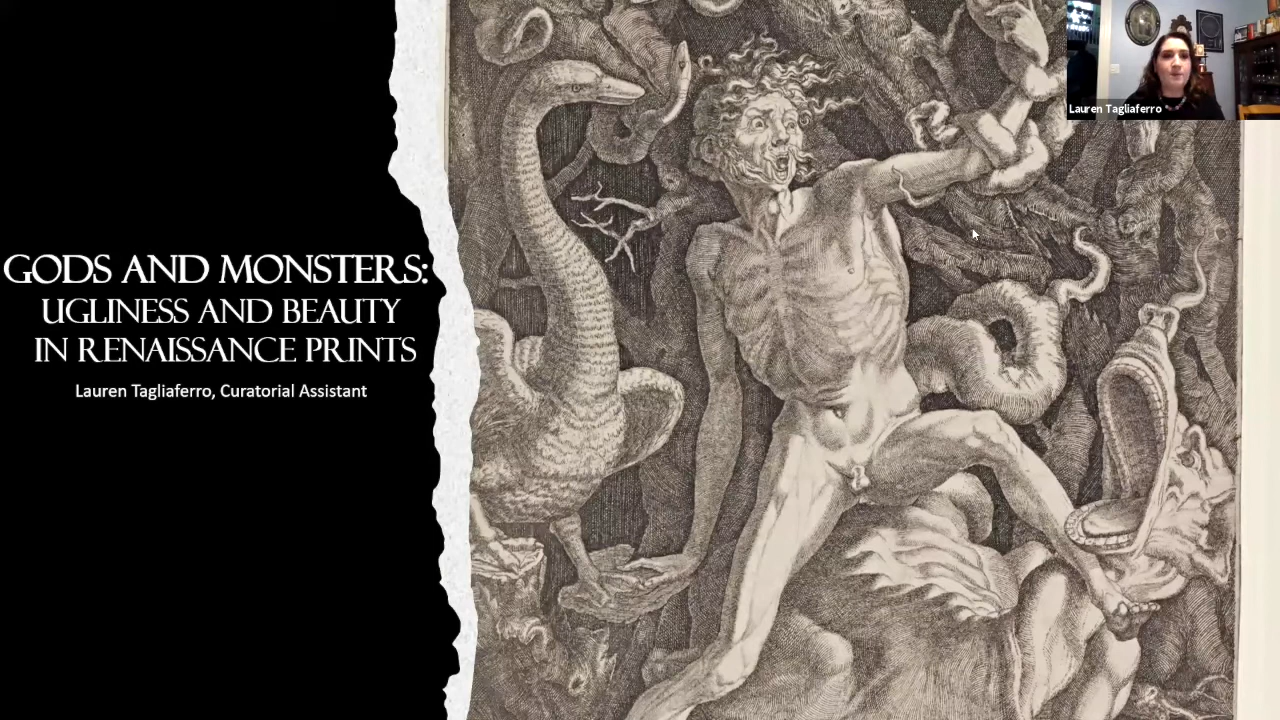 GODS AND MONSTERS:
UGLINESS AND BEAUTY
IN RENAISSANCE PRINTS
Lauren Tagliaferro, Curatorial Assistant
Lauren Tagliaferro